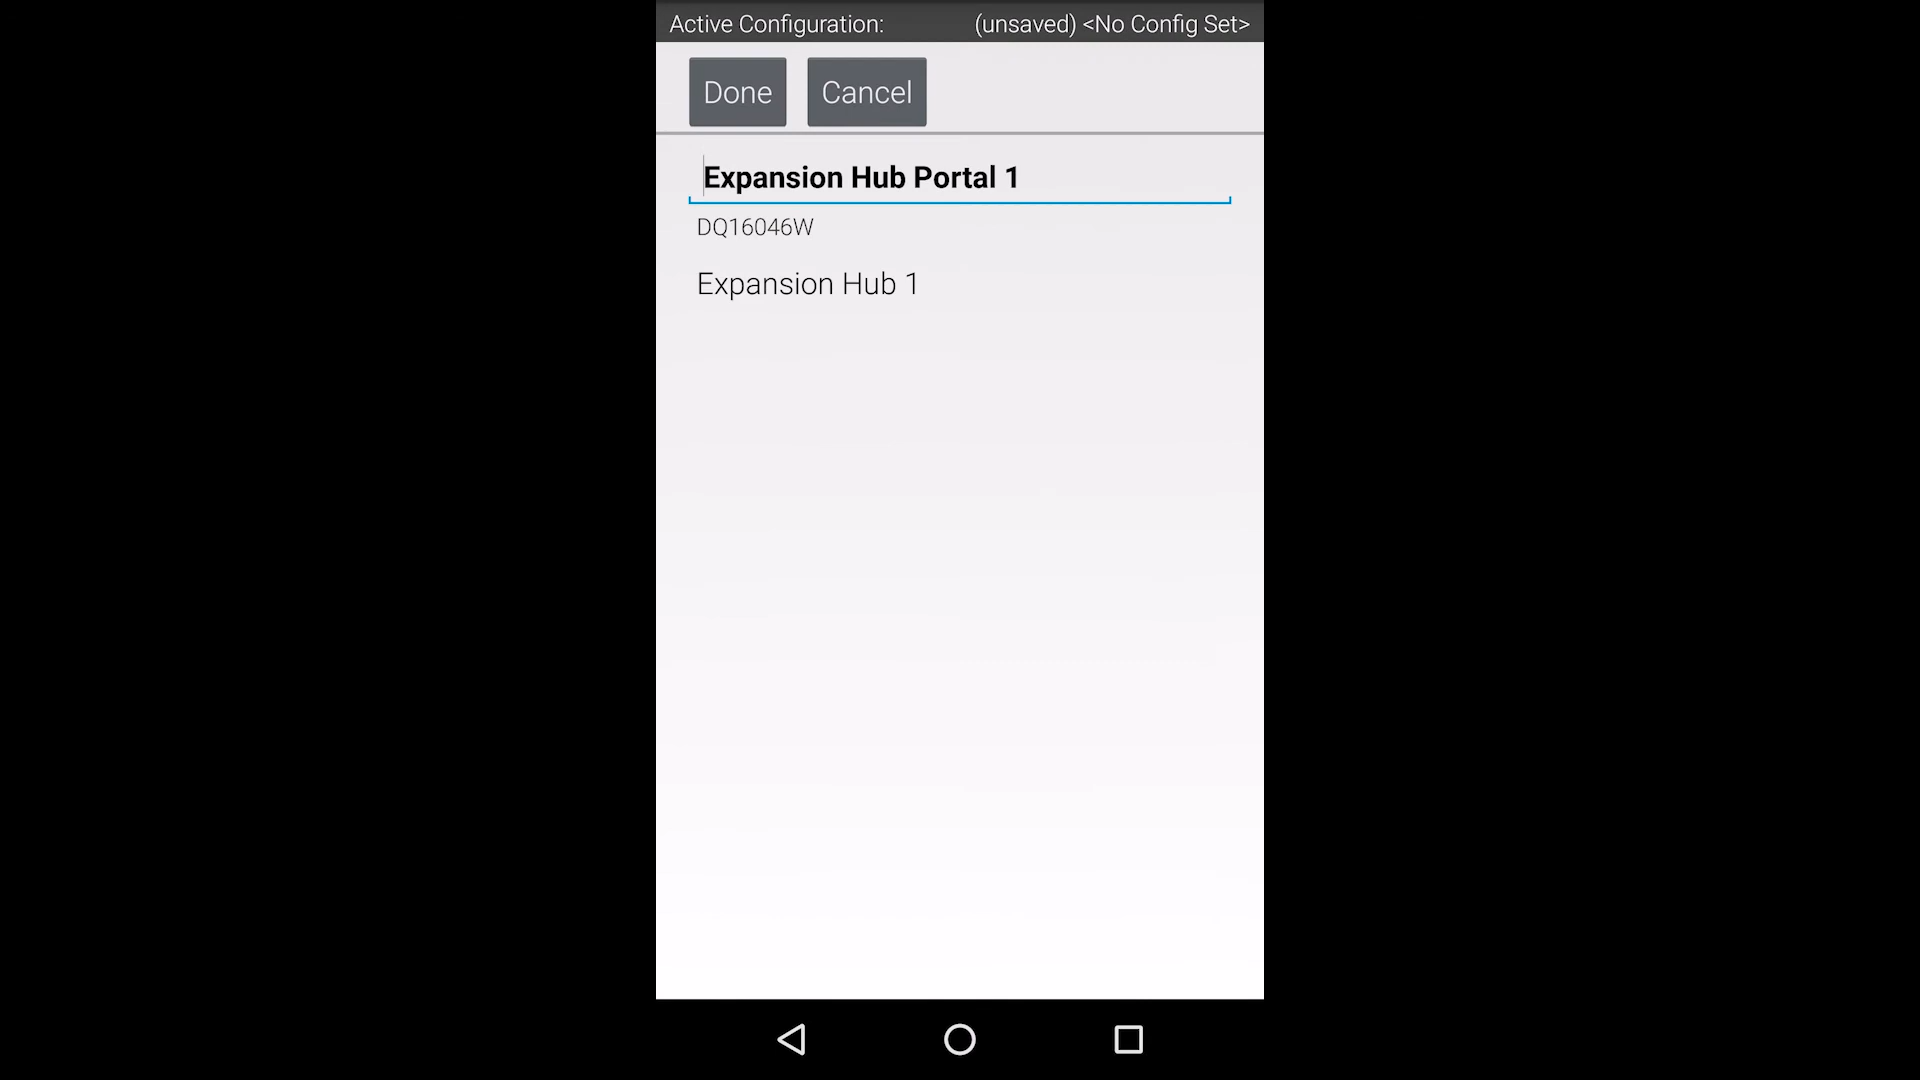 Active Configuration: (unsaved) <No Config Set>
Done Cancel
Expansion Hub Portal 1
DQ16046W
Expansion Hub 1